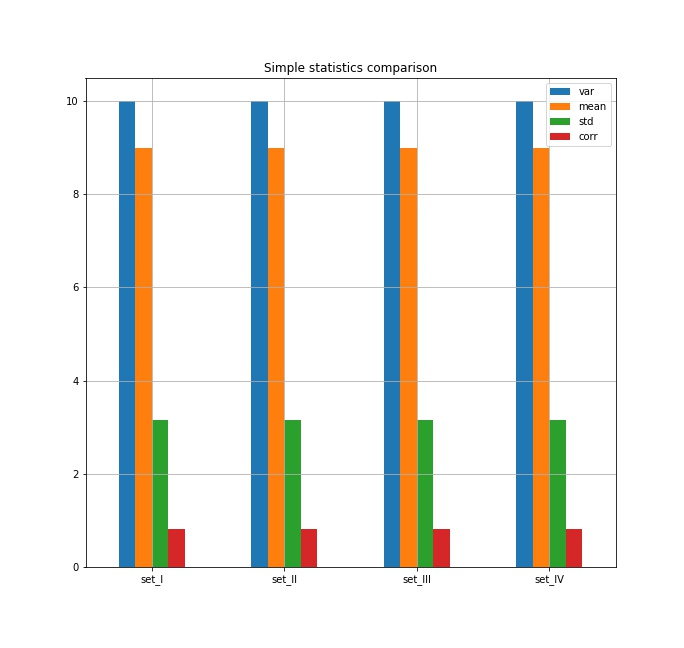 Simple statistics comparison
10
8
6
4
2
0
var
mean
std
corr
set_I set_II set_III set_IV